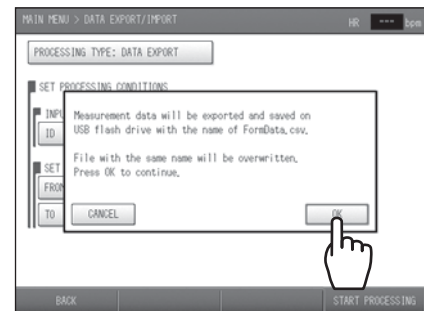 MAIN MENU > DATA EXPORT/IMPORT
HR --- bpm
PROCESSING TYPE: DATA EXPORT
SET PROCESSING CONDITIONS
ID
Measurement data will be exported and saved on
USB flash drive with the name of FormData.csv.
File with the same name will be overwritten.
Press OK to continue.
SET
TO
CANCEL
OK
BACK
START PROCESSING